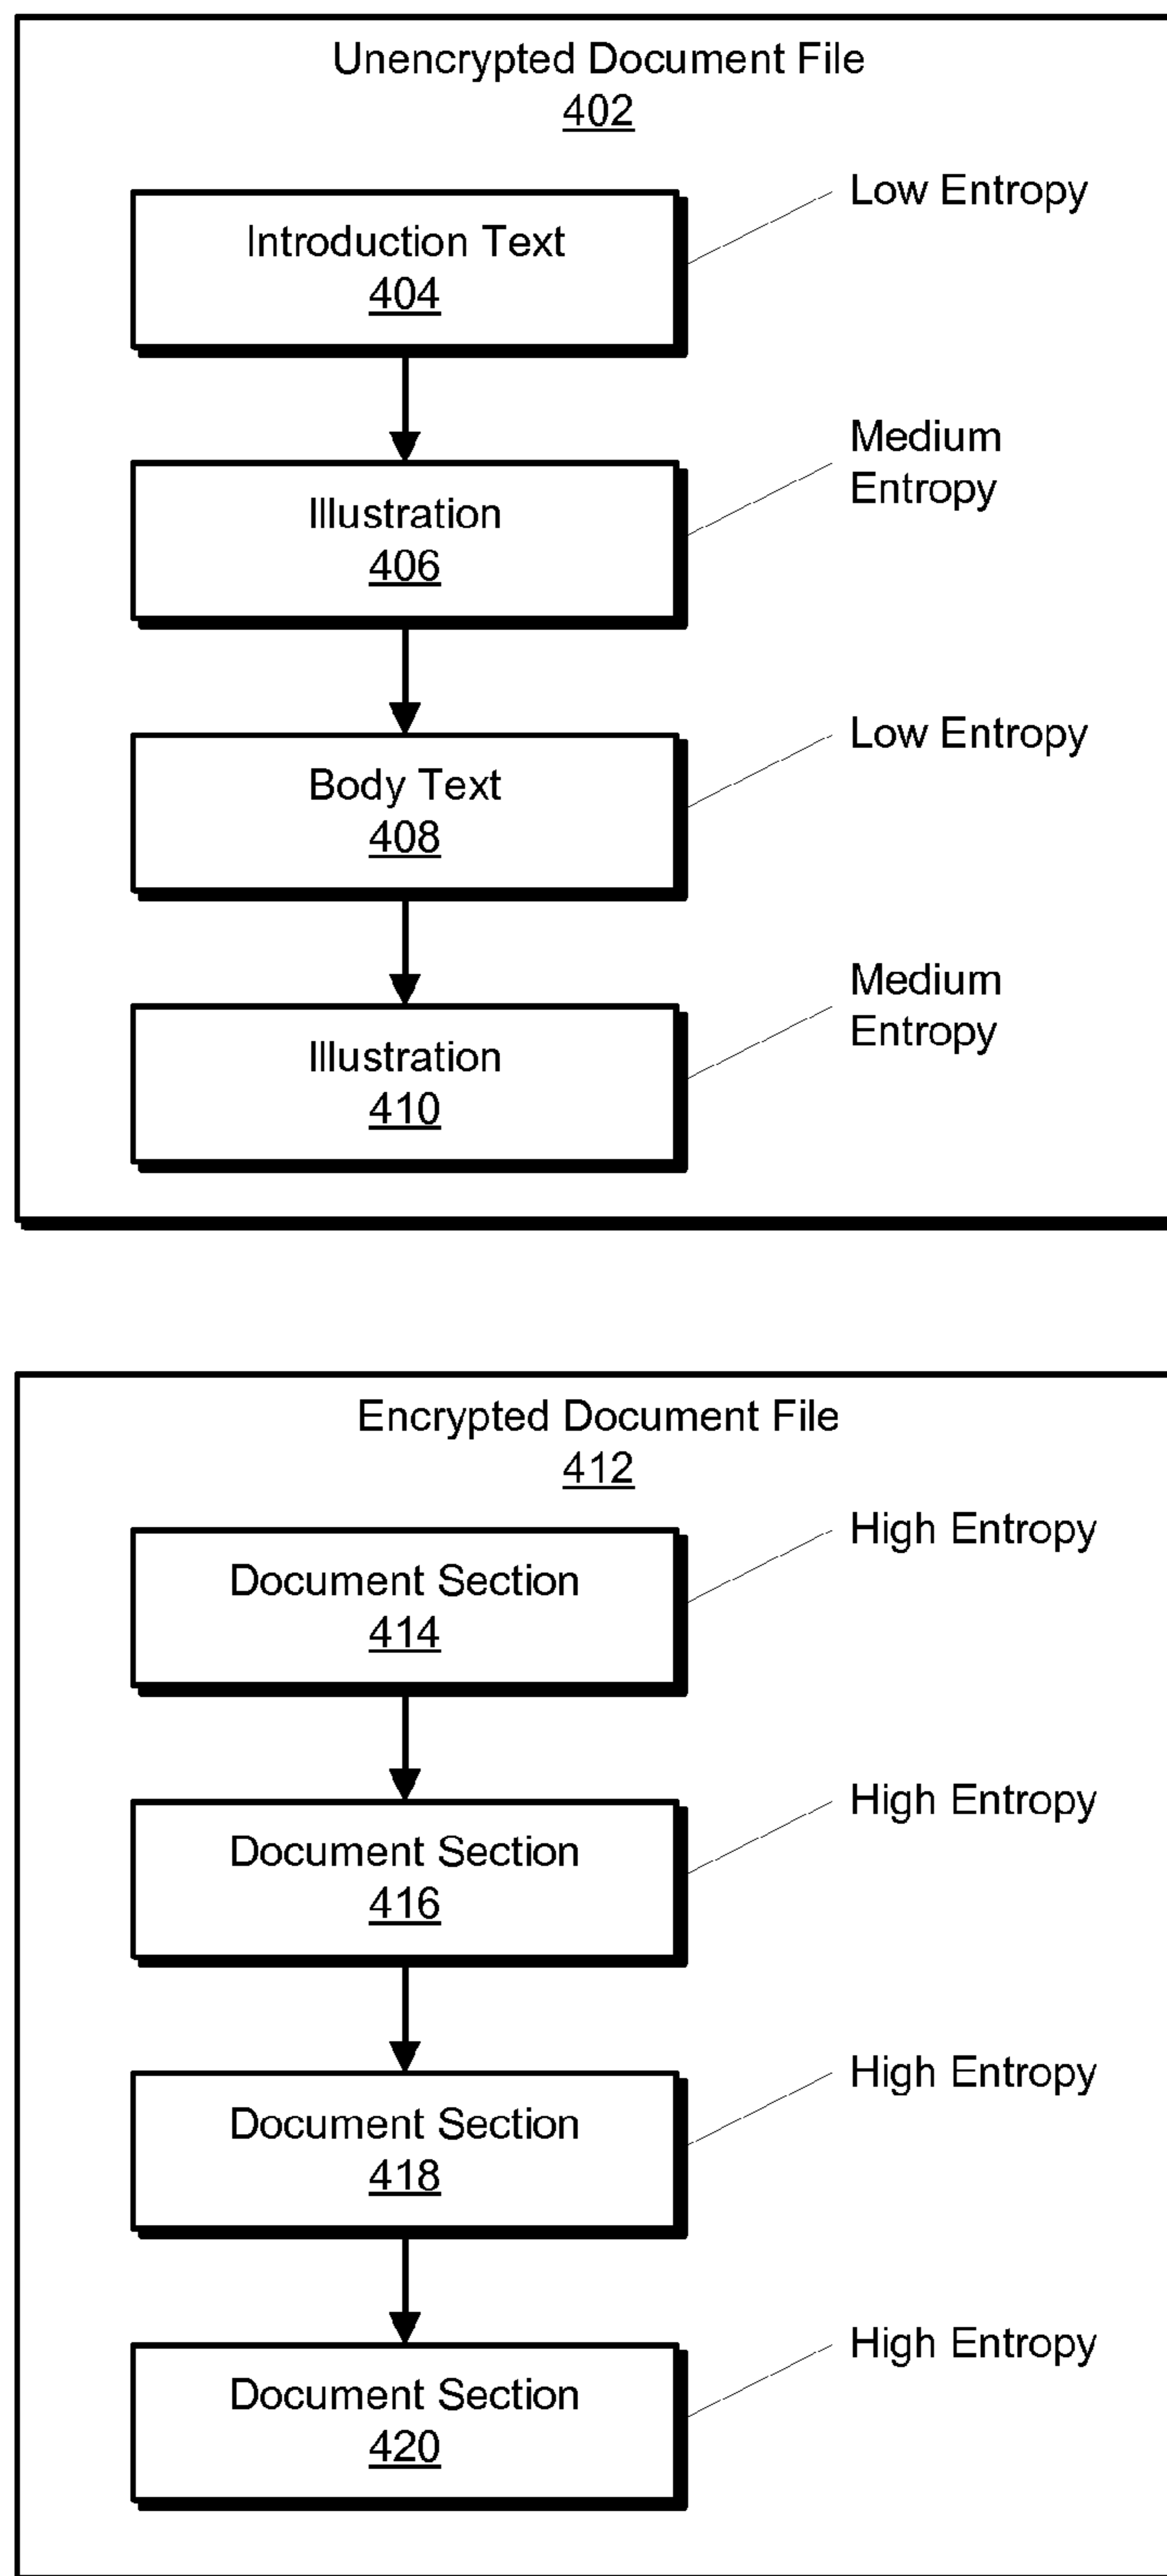 Unencrypted Document File
402
Introduction Text
404
Low Entropy
Illustration
406
Medium
Entropy
Body Text
408
Low Entropy
Illustration
410
Medium
Entropy
Encrypted Document File
412
Document Section
414
High Entropy
Document Section
416
High Entropy
Document Section
418
High Entropy
Document Section
420
High Entropy